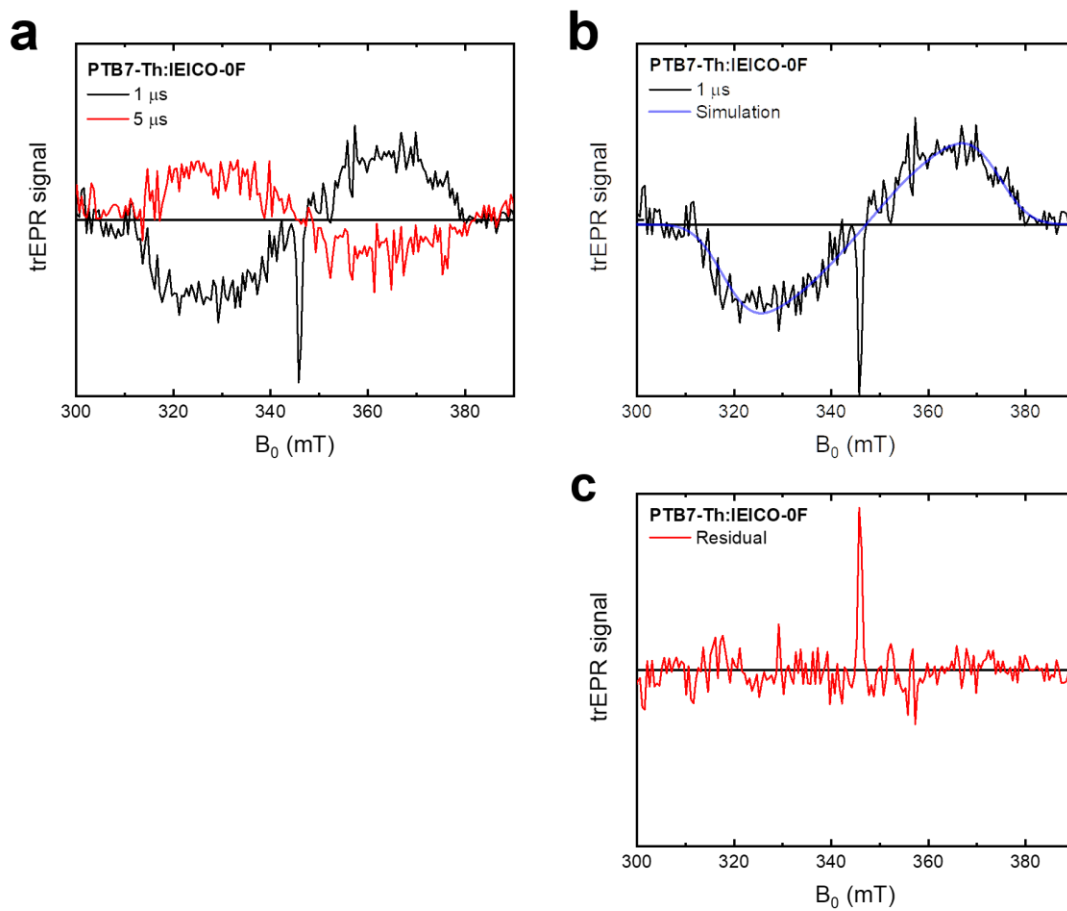 a
PTB7-Th:IEICO-0F
1 μs
5 μs
trEPR signal
300 320 340 360 380
B0 (mT)
b
PTB7-Th:IEICO-0F
1 μs
Simulation
trEPR signal
300 320 340 360 380
B0 (mT)
c
PTB7-Th:IEICO-0F
Residual
trEPR signal
300 320 340 360 380
B0 (mT)